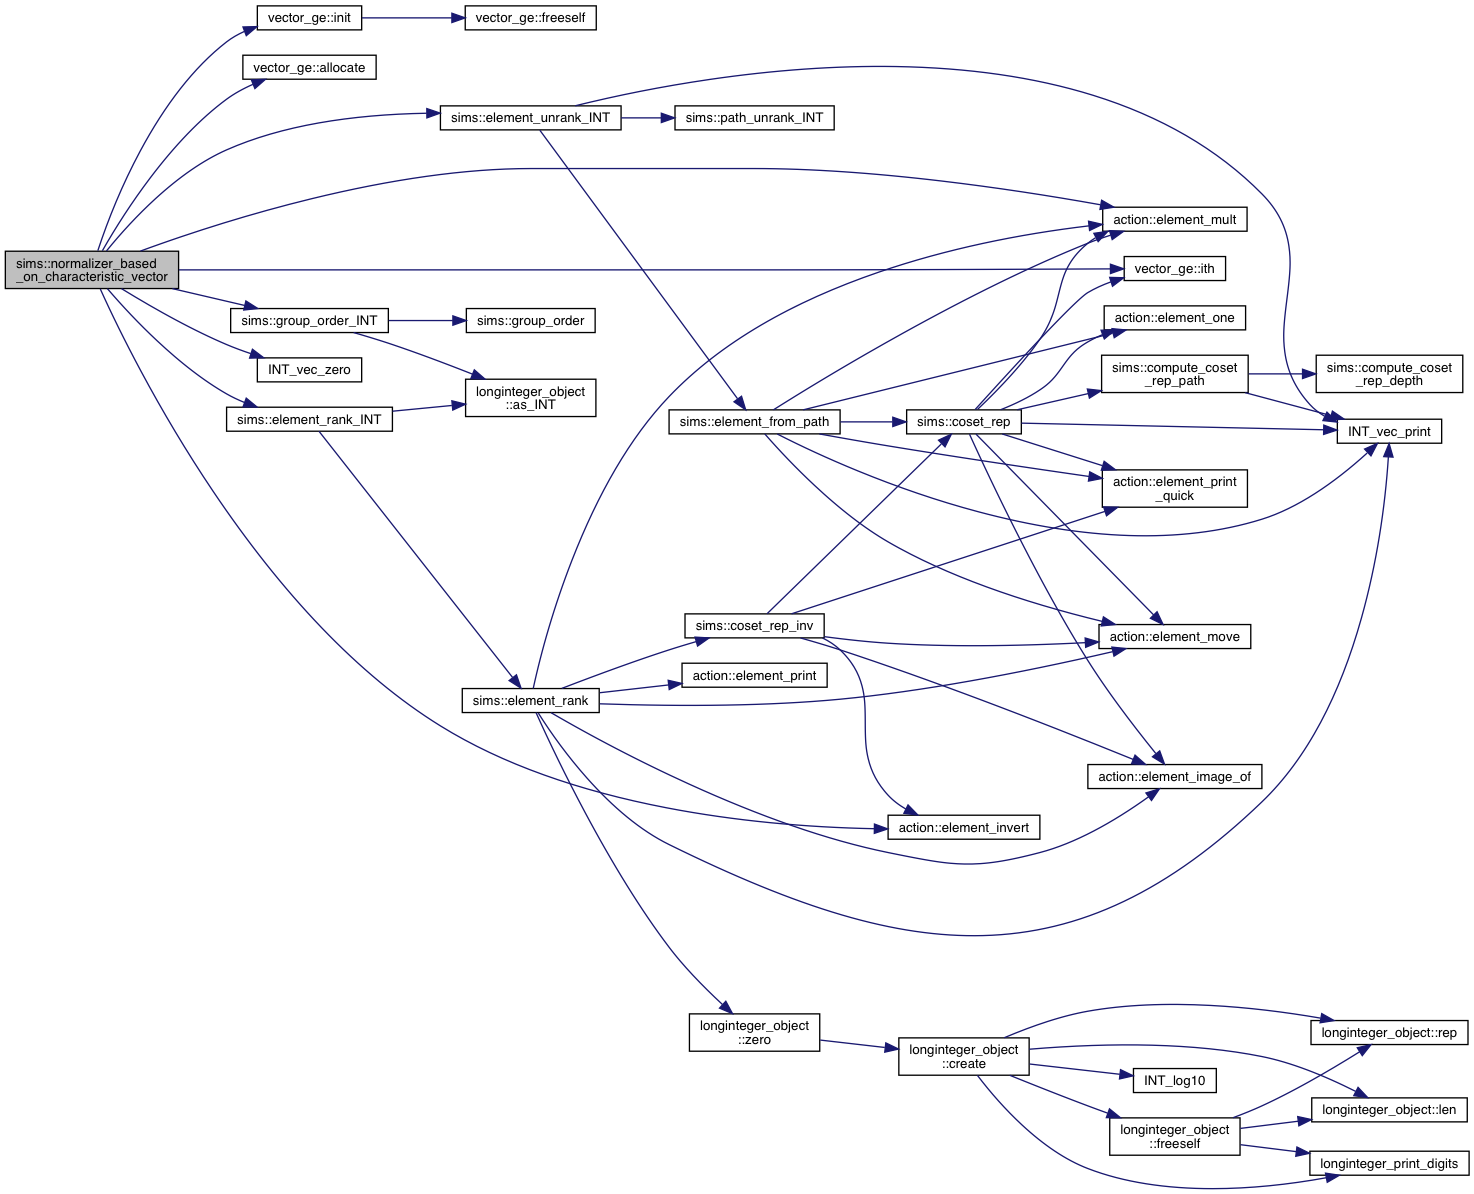 vector_ge::init
vector_ge::freeself
vector_ge::allocate
sims::element_unrank_INT
sims::path_unrank_INT
action::element_mult
sims::normalizer_based
_on_characteristic_vector
vector_ge::ith
sims::group_order_INT
sims::group_order
action::element_one
INT_vec_zero
sims::compute_coset
_rep_path
sims::compute_coset
_rep_depth
longinteger_object
::as_INT
sims::element_rank_INT
sims::element_from_path
sims::coset_rep
INT_vec_print
action::element_print
_quick
sims::coset_rep_inv
action::element_move
action::element_print
sims::element_rank
action::element_image_of
action::element_invert
longinteger_object
::zero
longinteger_object
::create
longinteger_object::rep
INT_log10
longinteger_object::len
longinteger_object
::freeself
longinteger_print_digits